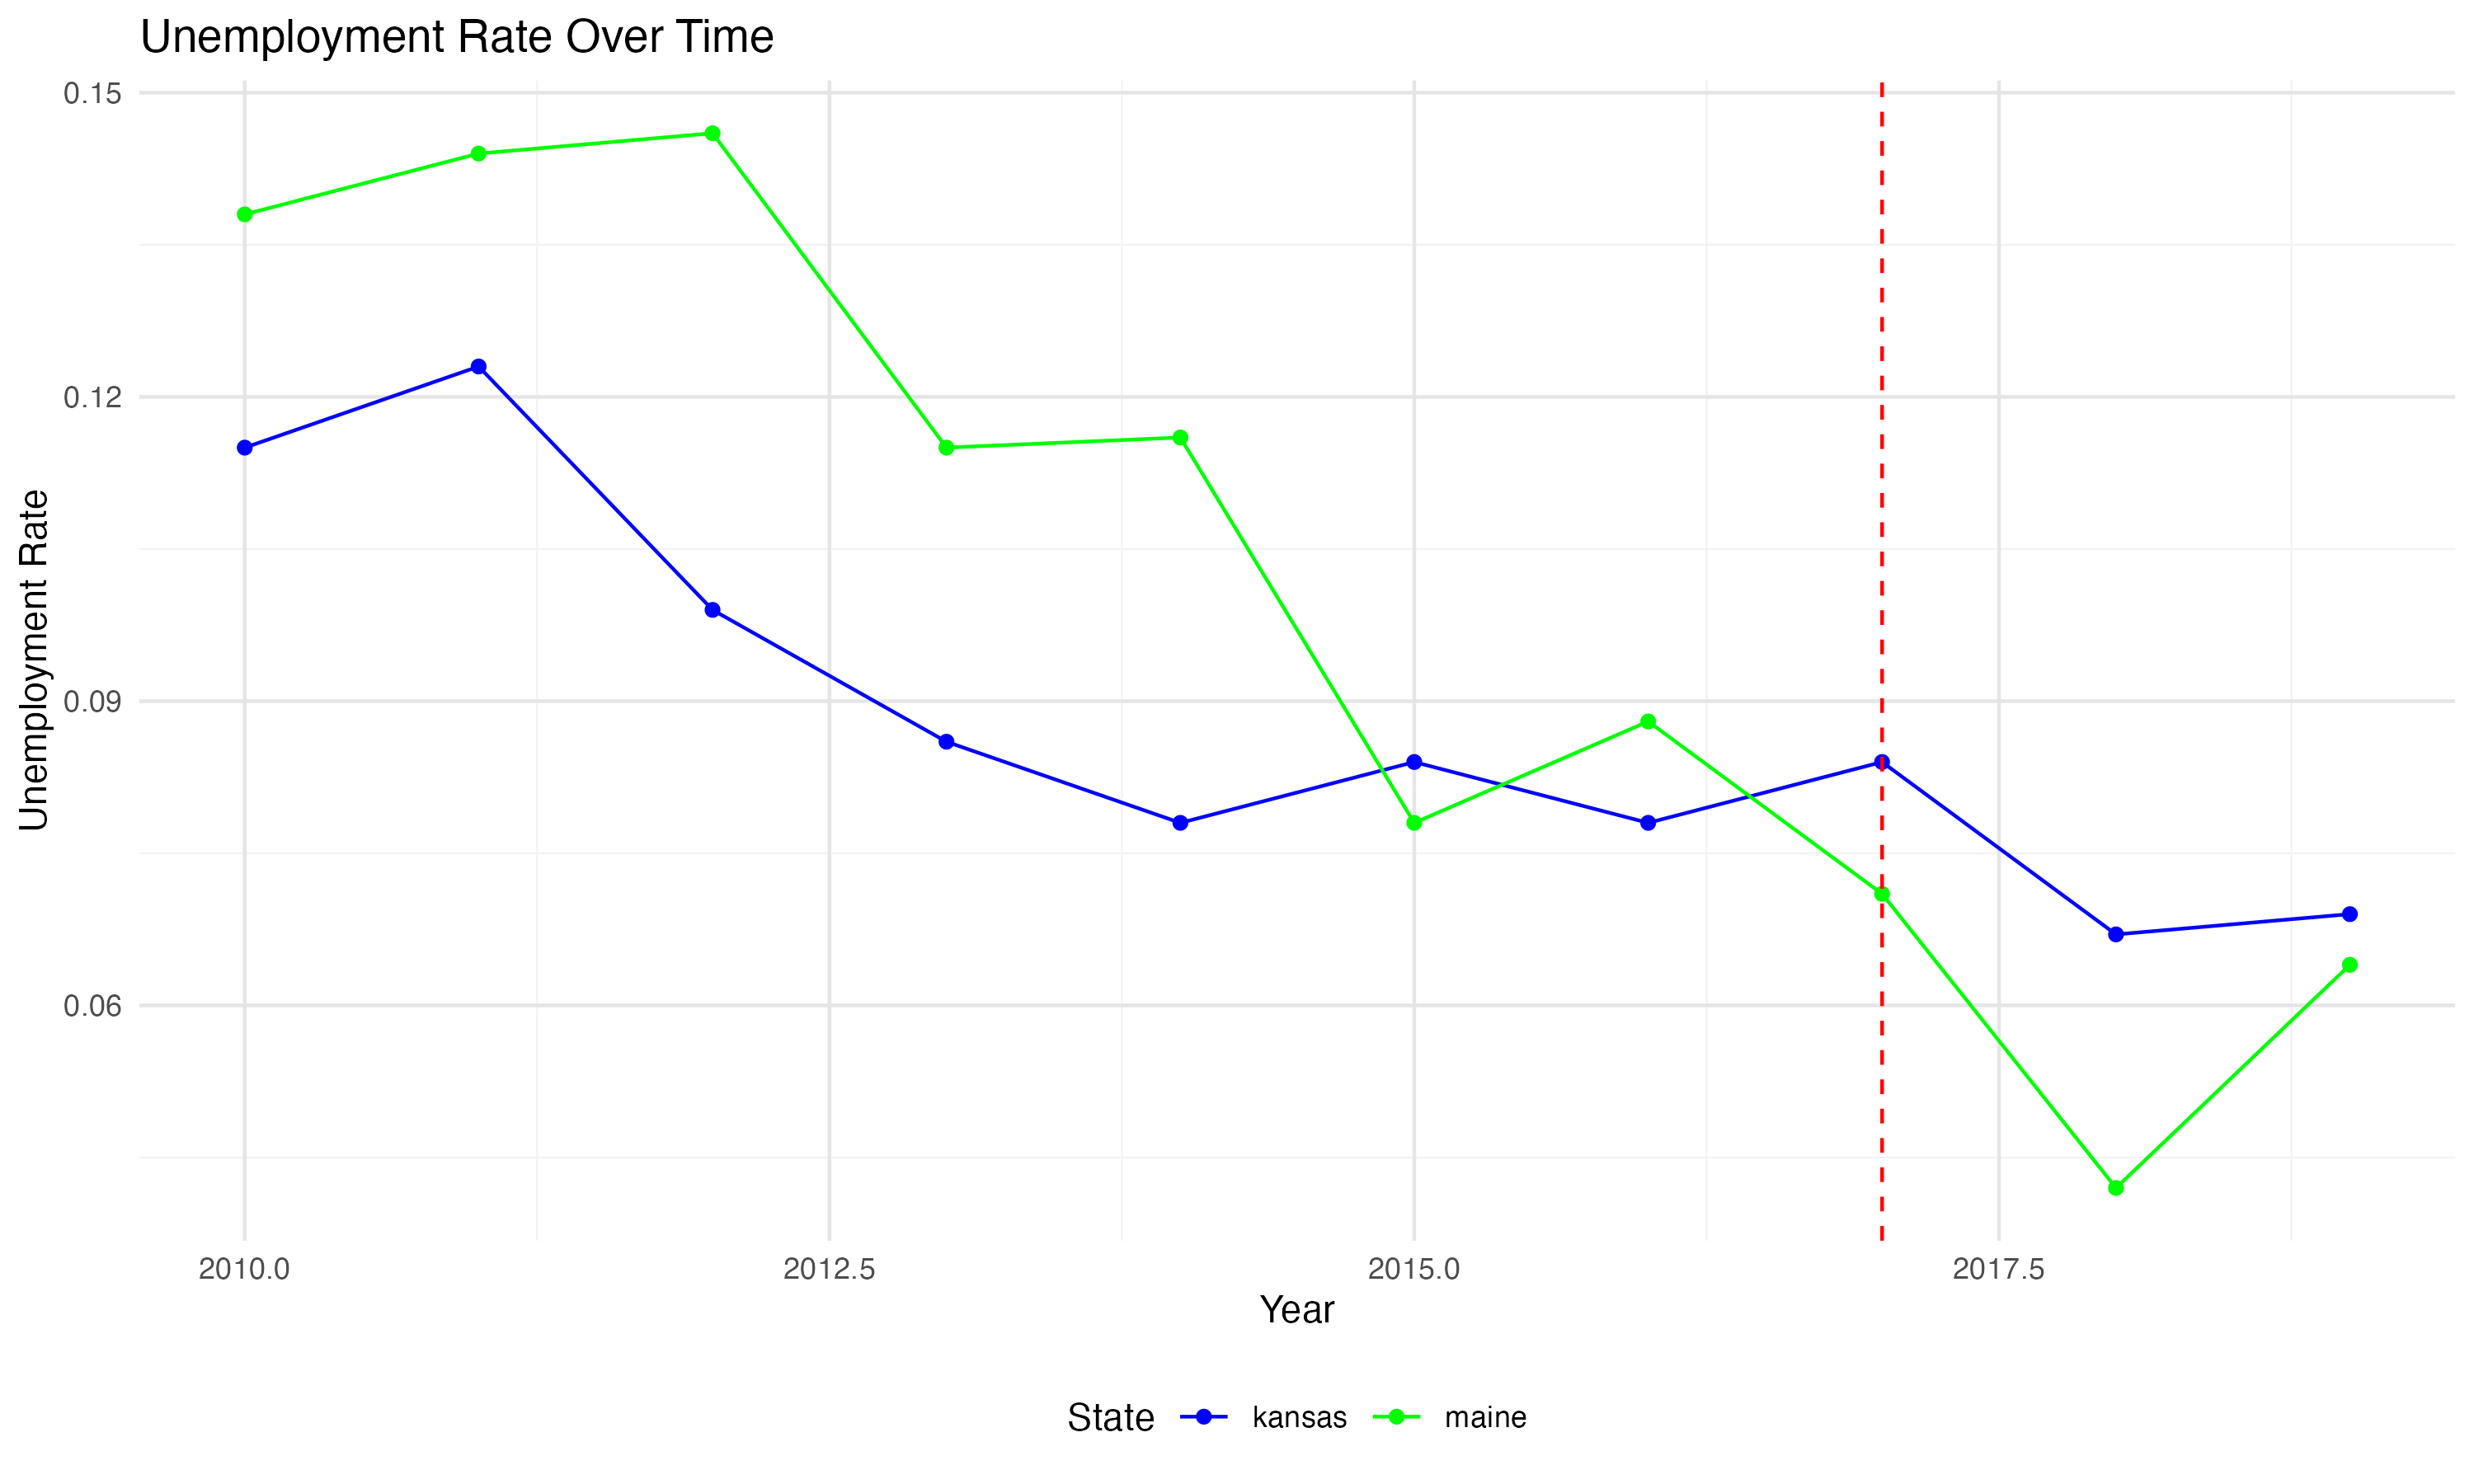 Unemployment Rate Over Time
Unemployment Rate
0.15
0.12
0.09
0.06
2010.0 2012.5 2015.0 2017.5
Year
State kansas maine